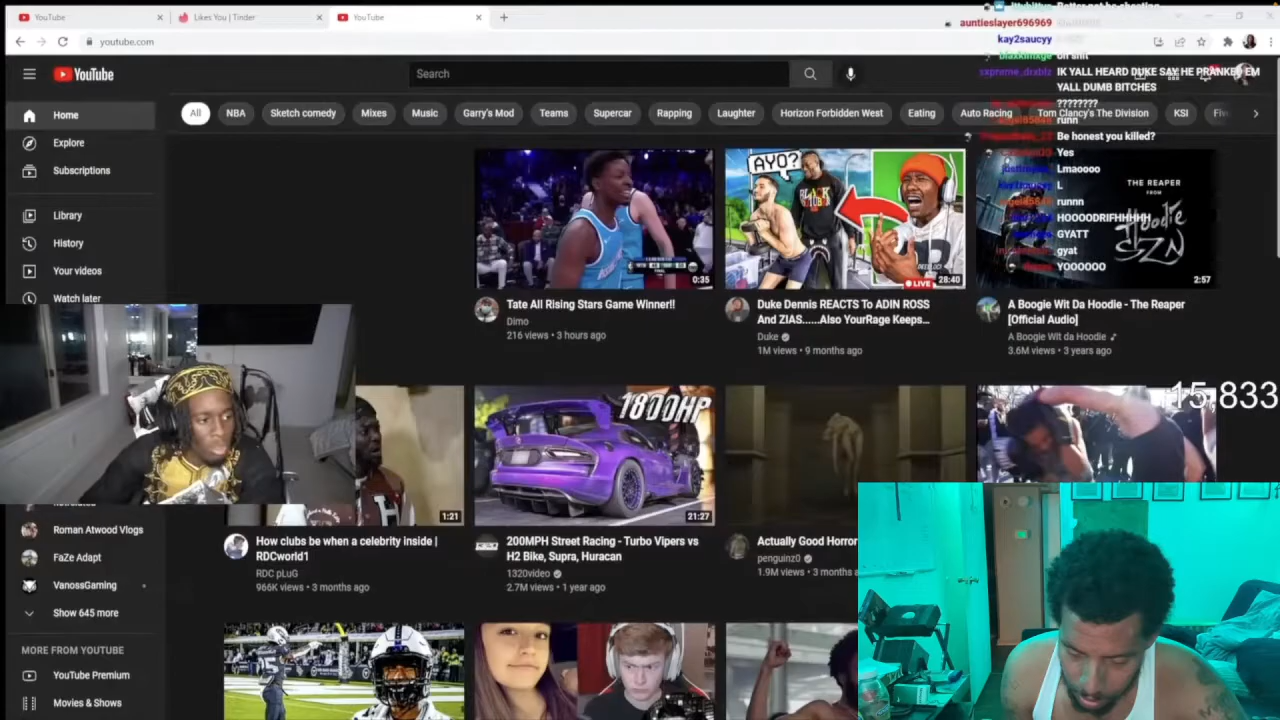 YouTube
Likes You | Tinder
YouTube
youtube.com
YouTube
Search
auntieslayer696969
kay2saucyy
oh shit
IK YALL HEARD DUKE SAY HE PRANKED EM
YALL DUMB BITCHES
????????
runn
Be honest you killed?
Yes
Lmaoooo
L
runnn
HOOOODRIFHHHHH
GYATT
gyat
YOOOOOO
All
NBA
Sketch comedy
Mixes
Music
Garry's Mod
Teams
Supercar
Rapping
Laughter
Horizon Forbidden West
Eating
Auto Racing
Tom Clancy's The Division
KSI
Home
Explore
Subscriptions
Library
History
Your videos
Watch later
0:35
AYO?
LIVE
28:40
THE REAPER
FROM
Hoodie
SZN
2:57
Tate All Rising Stars Game Winner!!
Dimo
216 views • 3 hours ago
Duke Dennis REACTS To ADIN ROSS
And ZIAS......Also YourRage Keeps...
Duke
1M views • 9 months ago
A Boogie Wit Da Hoodie - The Reaper
[Official Audio]
A Boogie Wit da Hoodie
3.6M views • 3 years ago
15,833
H
1:21
1800HP
21:27
How clubs be when a celebrity inside |
RDCworld1
RDC pLuG
966K views • 3 months ago
200MPH Street Racing - Turbo Vipers vs
H2 Bike, Supra, Huracan
1320video
2.7M views • 1 year ago
Actually Good Horror
penguinz0
1.9M views • 3 months
Roman Atwood Vlogs
FaZe Adapt
VanossGaming
Show 645 more
MORE FROM YOUTUBE
YouTube Premium
Movies & Shows